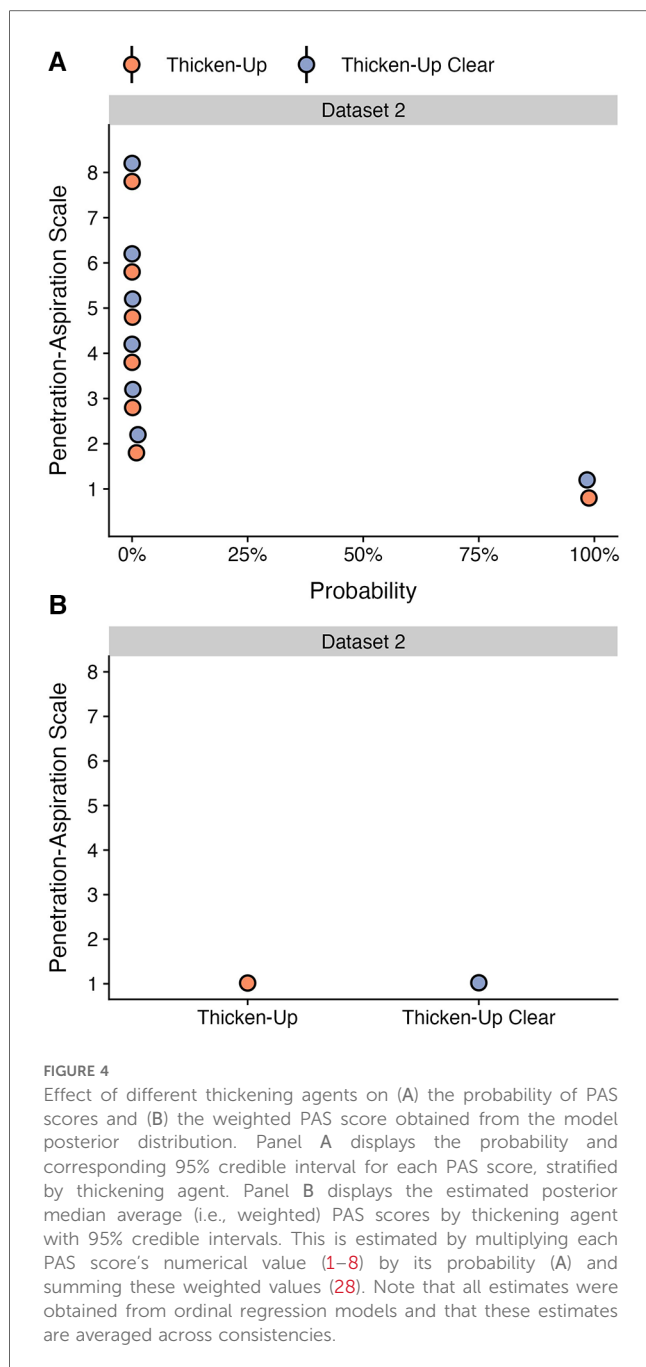 A
Thicken-Up Thicken-Up Clear
Dataset 2
Penetration-Aspiration Scale
8
7
6
5
4
3
2
1
0% 25% 50% 75% 100%
Probability
B
Dataset 2
Penetration-Aspiration Scale
8
7
6
5
4
3
2
1
Thicken-Up Thicken-Up Clear
FIGURE 4
Effect of different thickening agents on (A) the probability of PAS
scores and (B) the weighted PAS score obtained from the model
posterior distribution. Panel A displays the probability and
corresponding 95% credible interval for each PAS score, stratified
by thickening agent. Panel B displays the estimated posterior
median average (i.e., weighted) PAS scores by thickening agent
with 95% credible intervals. This is estimated by multiplying each
PAS score’s numerical value (1–8) by its probability (A) and
summing these weighted values (28). Note that all estimates were
obtained from ordinal regression models and that these estimates
are averaged across consistencies.